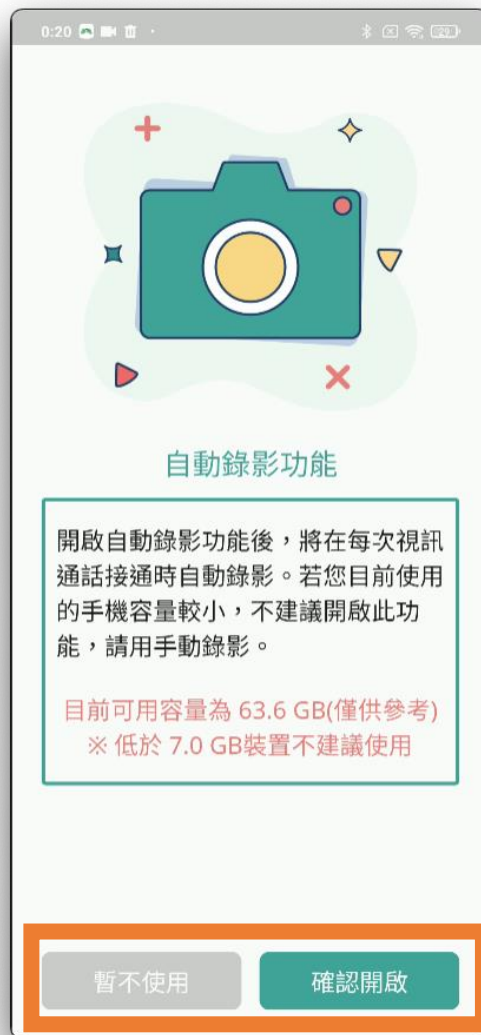 0:20
29
自動錄影功能
開啟自動錄影功能後，將在每次視訊
通話接通時自動錄影。若您目前使用
的手機容量較小，不建議開啟此功
能，請用手動錄影。
目前可用容量為 63.6 GB(僅供參考)
※ 低於 7.0 GB裝置不建議使用
暫不使用
確認開啟